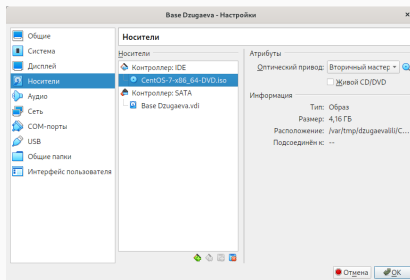 Base Dzugaeva - Настройки
Общие
Система
Дисплей
Носители
Аудио
Сеть
COM-порты
USB
Общие папки
Интерфейс пользователя
Носители
Носители
Контроллер: IDE
CentOS-7-x86_64-DVD.iso
Контроллер: SATA
Base Dzugaeva.vdi
Атрибуты
Оптический привод: Вторичный мастер
Живой CD/DVD
Информация
Тип: Образ
Размер: 4,16 ГБ
Расположение: /var/tmp/dzugaevalili/C...
Подсоединён к: --
Отмена
OK